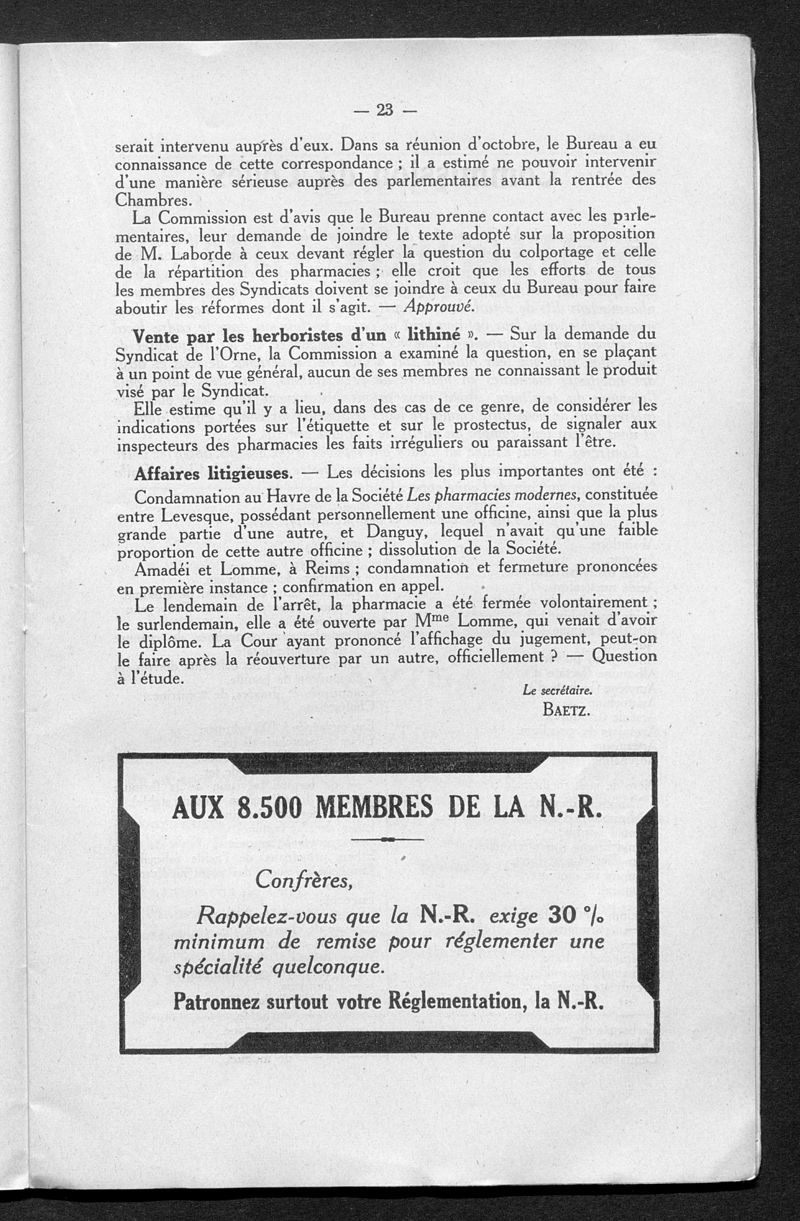 — 23 —
serait intervenu auprès d'eux. Dans sa réunion d'octobre, le Bureau a eu
connaissance de cette correspondance ; il a estimé ne pouvoir intervenir
d'une manière sérieuse auprès des parlementaires avant la rentrée des
Chambres.
La Commission est d'avis que le Bureau prenne contact avec les parle-
mentaires, leur demande de joindre le texte adopté sur la proposition
de M. Laborde à ceux devant régler la question du colportage et celle
de la répartition des pharmacies ; elle croit que les efforts de tous
les membres des Syndicats doivent se joindre à ceux du Bureau pour faire
aboutir les réformes dont il s'agit. — Approuvé.
Vente par les herboristes d'un « lithiné ». — Sur la demande du
Syndicat de l'Orne, la Commission a examiné la question, en se plaçant
à un point de vue général, aucun de ses membres ne connaissant le produit
visé par le Syndicat.
Elle estime qu'il y a lieu, dans des cas de ce genre, de considérer les
indications portées sur l'étiquette et sur le prostectus, de signaler aux
inspecteurs des pharmacies les faits irréguliers ou paraissant l'être.
Affaires litigieuses. — Les décisions les plus importantes ont été :
Condamnation au Havre de la Société Les pharmacies modernes, constituée
entre Levesque, possédant personnellement une officine, ainsi que la plus
grande partie d'une autre, et Danguy, lequel n'avait qu'une faible
proportion de cette autre officine ; dissolution de la Société.
Amadéi et Lomme, à Reims ; condamnation et fermeture prononcées
en première instance ; confirmation en appel.
Le lendemain de l'arrêt, la pharmacie a été fermée volontairement ;
le surlendemain, elle a été ouverte par Mme Lomme, qui venait d'avoir
le diplôme. La Cour ayant prononcé l'affichage du jugement, peut-on
le faire après la réouverture par un autre, officiellement ? — Question
à l'étude.
Le secrétaire.
BAETZ.
AUX 8.500 MEMBRES DE LA N.-R.
Confrères,
Rappelez-vous que la N.-R. exige 30 %
minimum de remise pour réglementer une
spécialité quelconque.
Patronnez surtout votre Réglementation, la N.-R.